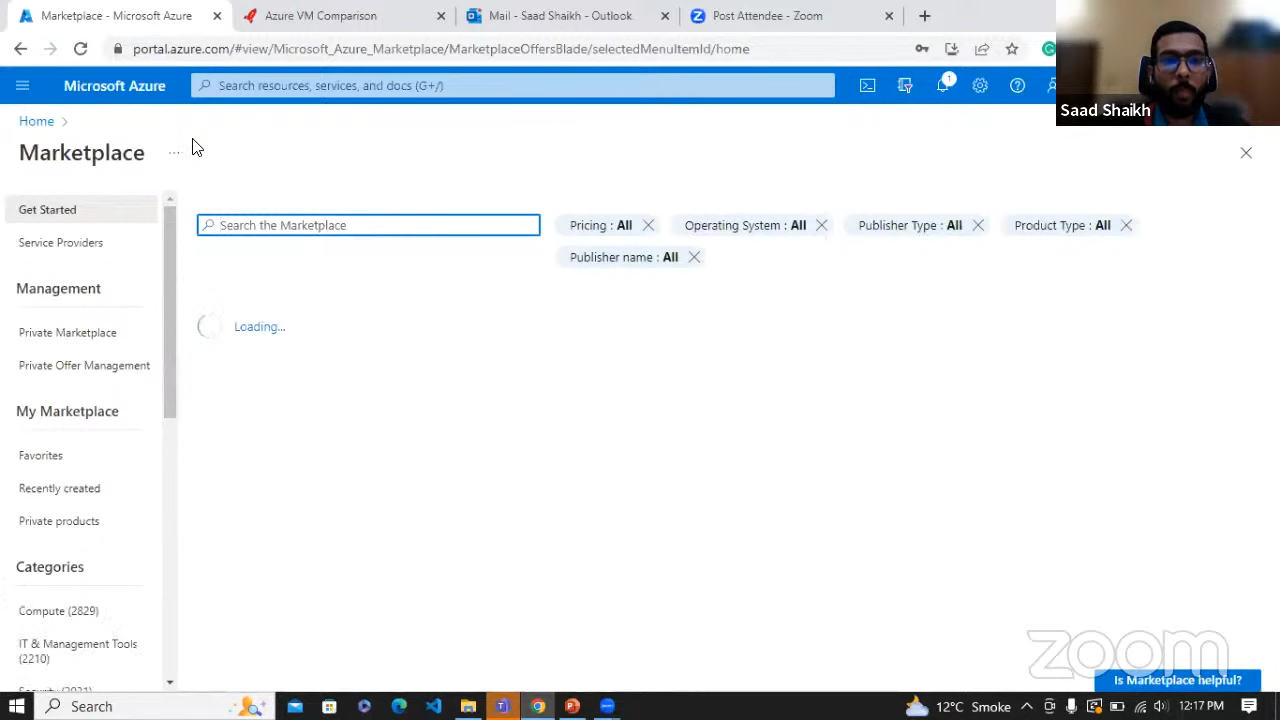 Marketplace - Microsoft Azure
Azure VM Comparison
Mail - Saad Shaikh - Outlook
Post Attendee - Zoom
portal.azure.com/#view/Microsoft_Azure_Marketplace/MarketplaceOffersBlade/selectedMenuItemId/home
Microsoft Azure
Search resources, services, and docs (G+/)
1
Saad Shaikh
Home
Marketplace
Get Started
Service Providers
Management
Private Marketplace
Private Offer Management
My Marketplace
Favorites
Recently created
Private products
Categories
Compute (2829)
IT & Management Tools
(2210)
Search the Marketplace
Pricing : All
Operating System : All
Publisher Type : All
Product Type : All
Publisher name : All
Loading...
zoom
Is Marketplace helpful?
Search
12°C Smoke
12:17 PM